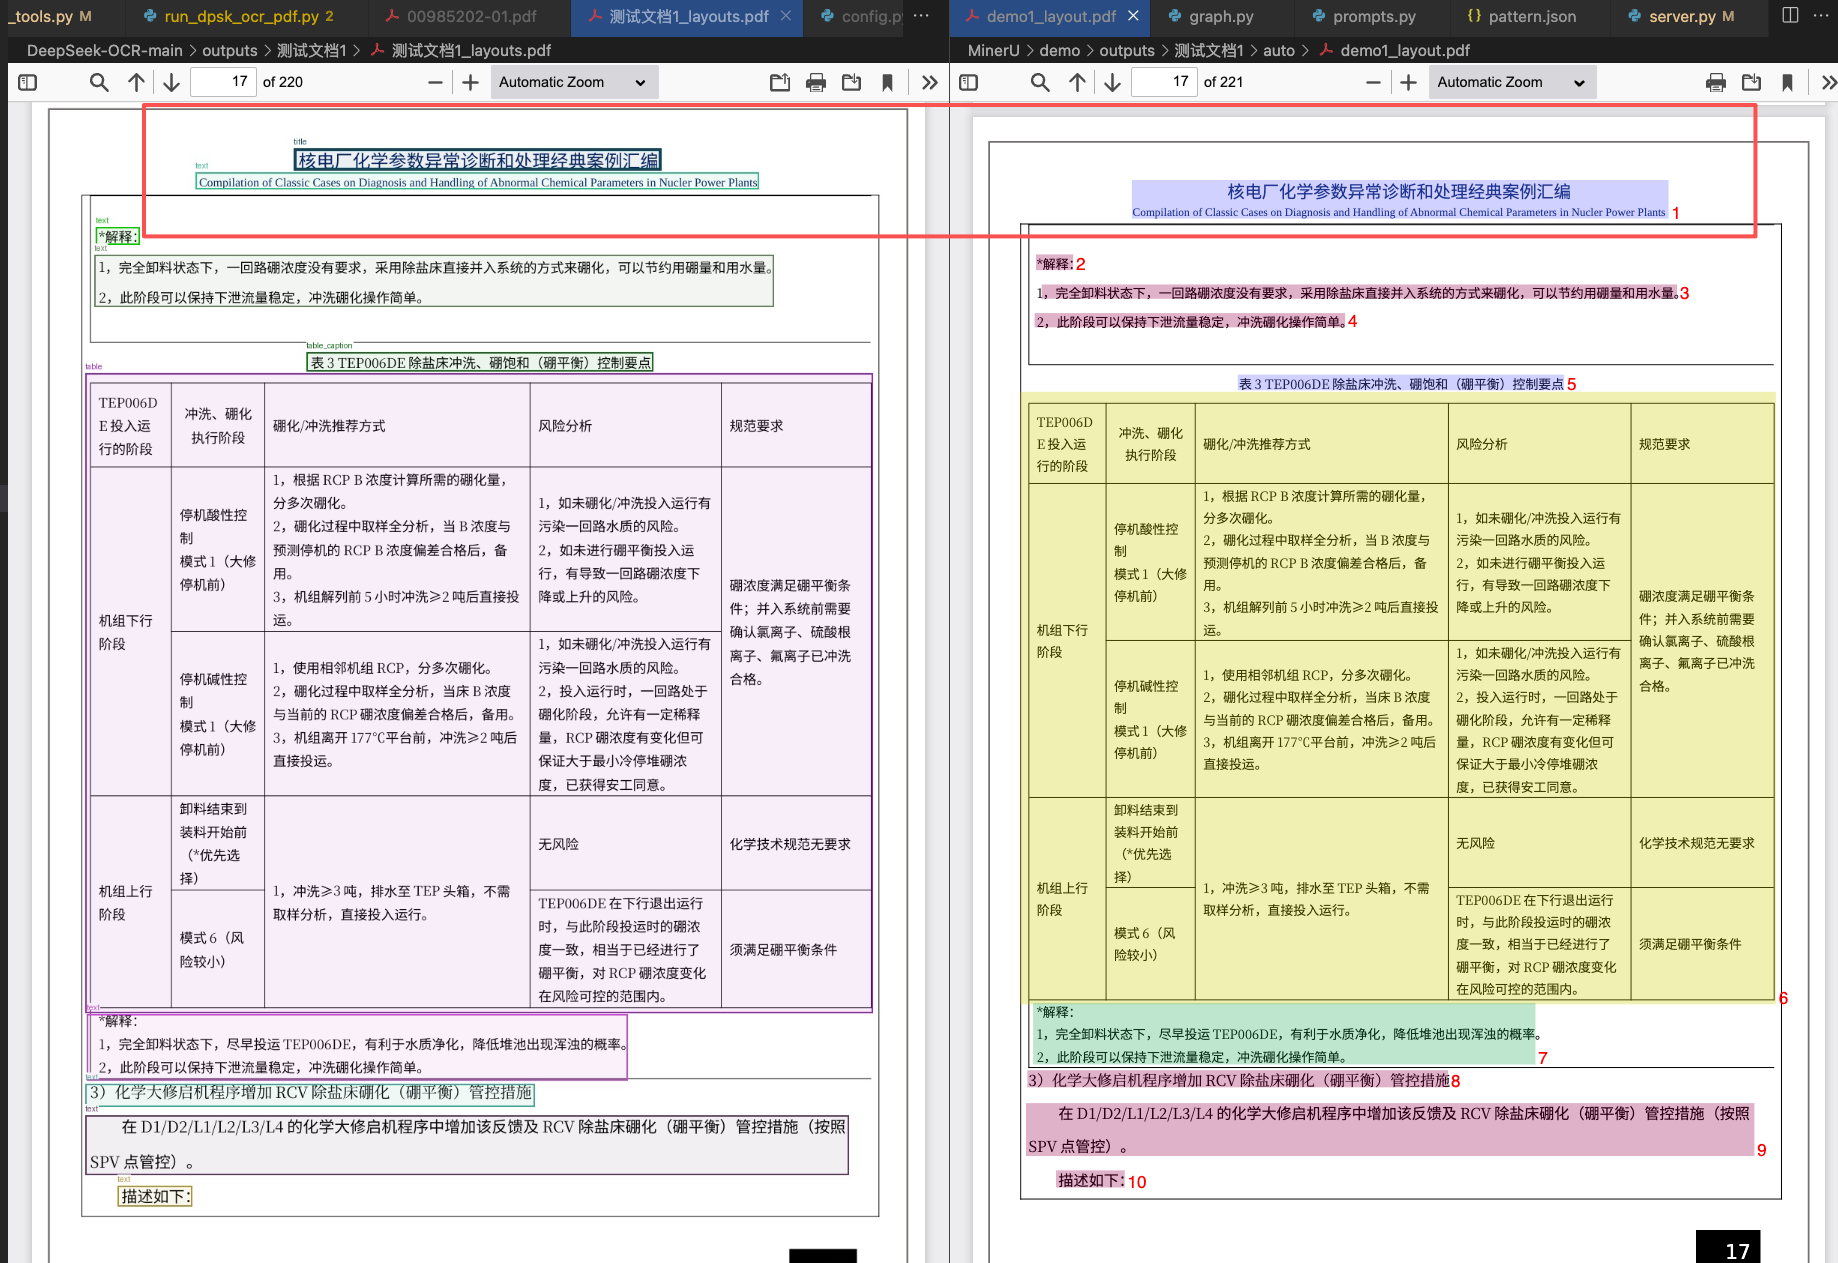 _tools.py M
run_dpsk_ocr_pdf.py 2
00985202-01.pdf
测试文档1_layouts.pdf
config.p
DeepSeek-OCR-main > outputs > 测试文档1 > 测试文档1_layouts.pdf
17 of 220
Automatic Zoom
title
核电厂化学参数异常诊断和处理经典案例汇编
text
Compilation of Classic Cases on Diagnosis and Handling of Abnormal Chemical Parameters in Nucler Power Plants
text
*解释：
text
1，完全卸料状态下，一回路硼浓度没有要求，采用除盐床直接并入系统的方式来硼化，可以节约用硼量和用水量。
2，此阶段可以保持下泄流量稳定，冲洗硼化操作简单。
table_caption
表 3 TEP006DE 除盐床冲洗、硼饱和（硼平衡）控制要点
table
TEP006D
E 投入运
行的阶段
冲洗、硼化
执行阶段
硼化/冲洗推荐方式
风险分析
规范要求
机组下行
阶段
停机酸性控
制
模式 1（大修
停机前）
1，根据 RCP B 浓度计算所需的硼化量，
分多次硼化。
2，硼化过程中取样全分析，当 B 浓度与
预测停机的 RCP B 浓度偏差合格后，备
用。
3，机组解列前 5 小时冲洗≥2 吨后直接投
运。
1，如未硼化/冲洗投入运行有
污染一回路水质的风险。
2，如未进行硼平衡投入运
行，有导致一回路硼浓度下
降或上升的风险。
硼浓度满足硼平衡条
件；并入系统前需要
确认氯离子、硫酸根
离子、氟离子已冲洗
合格。
停机碱性控
制
模式 1（大修
停机前）
1，使用相邻机组 RCP，分多次硼化。
2，硼化过程中取样全分析，当床 B 浓度
与当前的 RCP 硼浓度偏差合格后，备用。
3，机组离开 177℃平台前，冲洗≥2 吨后
直接投运。
1，如未硼化/冲洗投入运行有
污染一回路水质的风险。
2，投入运行时，一回路处于
硼化阶段，允许有一定稀释
量，RCP 硼浓度有变化但可
保证大于最小冷停堆硼浓
度，已获得安工同意。
机组上行
阶段
卸料结束到
装料开始前
（*优先选
择）
1，冲洗≥3 吨，排水至 TEP 头箱，不需
取样分析，直接投入运行。
无风险
化学技术规范无要求
模式 6（风
险较小）
TEP006DE 在下行退出运行
时，与此阶段投运时的硼浓
度一致，相当于已经进行了
硼平衡，对 RCP 硼浓度变化
在风险可控的范围内。
须满足硼平衡条件
text
*解释：
1，完全卸料状态下，尽早投运 TEP006DE，有利于水质净化，降低堆池出现浑浊的概率。
2，此阶段可以保持下泄流量稳定，冲洗硼化操作简单。
text
3）化学大修启机程序增加 RCV 除盐床硼化（硼平衡）管控措施
text
在 D1/D2/L1/L2/L3/L4 的化学大修启机程序中增加该反馈及 RCV 除盐床硼化（硼平衡）管控措施（按照
SPV 点管控）。
text
描述如下：
demo1_layout.pdf
graph.py
prompts.py
pattern.json
server.py M
MinerU > demo > outputs > 测试文档1 > auto > demo1_layout.pdf
17 of 221
Automatic Zoom
核电厂化学参数异常诊断和处理经典案例汇编
Compilation of Classic Cases on Diagnosis and Handling of Abnormal Chemical Parameters in Nucler Power Plants 1
*解释：2
1，完全卸料状态下，一回路硼浓度没有要求，采用除盐床直接并入系统的方式来硼化，可以节约用硼量和用水量。3
2，此阶段可以保持下泄流量稳定，冲洗硼化操作简单。4
表 3 TEP006DE 除盐床冲洗、硼饱和（硼平衡）控制要点 5
TEP006D
E 投入运
行的阶段
冲洗、硼化
执行阶段
硼化/冲洗推荐方式
风险分析
规范要求
机组下行
阶段
停机酸性控
制
模式 1（大修
停机前）
1，根据 RCP B 浓度计算所需的硼化量，
分多次硼化。
2，硼化过程中取样全分析，当 B 浓度与
预测停机的 RCP B 浓度偏差合格后，备
用。
3，机组解列前 5 小时冲洗≥2 吨后直接投
运。
1，如未硼化/冲洗投入运行有
污染一回路水质的风险。
2，如未进行硼平衡投入运
行，有导致一回路硼浓度下
降或上升的风险。
硼浓度满足硼平衡条
件；并入系统前需要
确认氯离子、硫酸根
离子、氟离子已冲洗
合格。
停机碱性控
制
模式 1（大修
停机前）
1，使用相邻机组 RCP，分多次硼化。
2，硼化过程中取样全分析，当床 B 浓度
与当前的 RCP 硼浓度偏差合格后，备用。
3，机组离开 177℃平台前，冲洗≥2 吨后
直接投运。
1，如未硼化/冲洗投入运行有
污染一回路水质的风险。
2，投入运行时，一回路处于
硼化阶段，允许有一定稀释
量，RCP 硼浓度有变化但可
保证大于最小冷停堆硼浓
度，已获得安工同意。
机组上行
阶段
卸料结束到
装料开始前
（*优先选
择）
1，冲洗≥3 吨，排水至 TEP 头箱，不需
取样分析，直接投入运行。
无风险
化学技术规范无要求
模式 6（风
险较小）
TEP006DE 在下行退出运行
时，与此阶段投运时的硼浓
度一致，相当于已经进行了
硼平衡，对 RCP 硼浓度变化
在风险可控的范围内。
须满足硼平衡条件
6
*解释：
1，完全卸料状态下，尽早投运 TEP006DE，有利于水质净化，降低堆池出现浑浊的概率。
2，此阶段可以保持下泄流量稳定，冲洗硼化操作简单。 7
3）化学大修启机程序增加 RCV 除盐床硼化（硼平衡）管控措施8
在 D1/D2/L1/L2/L3/L4 的化学大修启机程序中增加该反馈及 RCV 除盐床硼化（硼平衡）管控措施（按照
SPV 点管控）。 9
描述如下：10
17